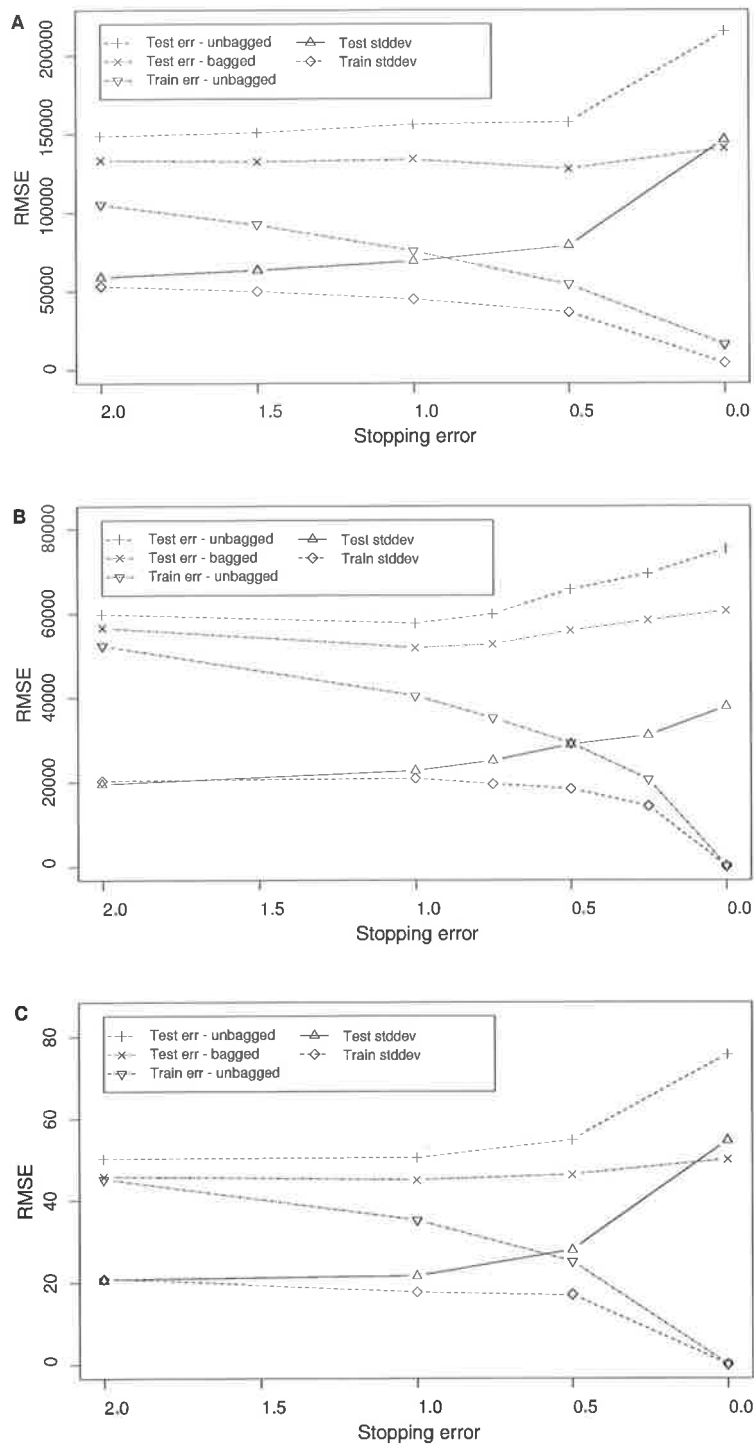 A
Test err - unbagged
Test err - bagged
Train err - unbagged
Test stddev
Train stddev
RMSE
200000
150000
100000
50000
0
2.0 1.5 1.0 0.5 0.0
Stopping error
B
Test err - unbagged
Test err - bagged
Train err - unbagged
Test stddev
Train stddev
RMSE
80000
60000
40000
20000
0
2.0 1.5 1.0 0.5 0.0
Stopping error
C
Test err - unbagged
Test err - bagged
Train err - unbagged
Test stddev
Train stddev
RMSE
80
60
40
20
0
2.0 1.5 1.0 0.5 0.0
Stopping error